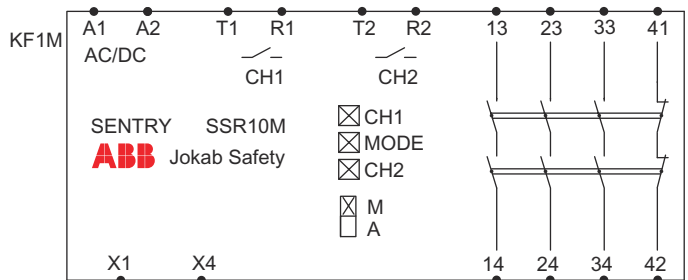 KF1M
A1 A2 T1 R1 T2 R2 13 23 33 41
AC/DC
CH1 CH2
SENTRY SSR10M
ABB Jokab Safety
CH1
MODE
CH2
M
A
X1 X4 14 24 34 42